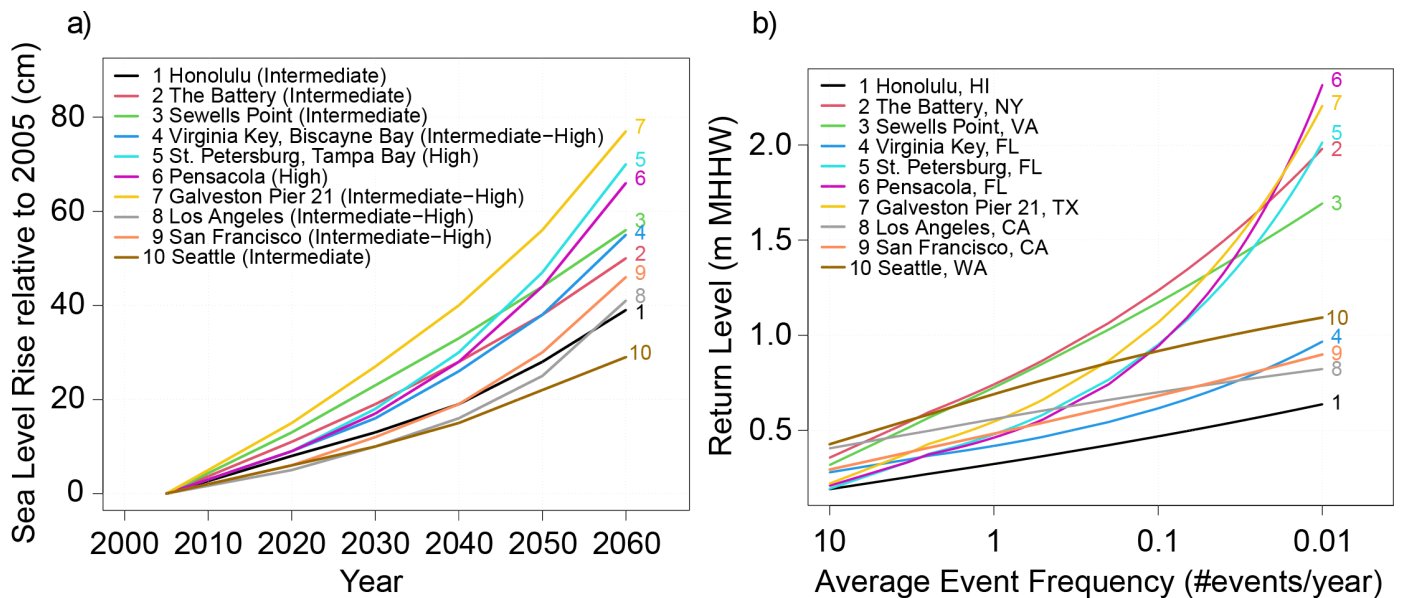 a)
Sea Level Rise relative to 2005 (cm)
80
60
40
20
0
1 Honolulu (Intermediate)
2 The Battery (Intermediate)
3 Sewells Point (Intermediate)
4 Virginia Key, Biscayne Bay (Intermediate−High)
5 St. Petersburg, Tampa Bay (High)
6 Pensacola (High)
7 Galveston Pier 21 (Intermediate−High)
8 Los Angeles (Intermediate−High)
9 San Francisco (Intermediate−High)
10 Seattle (Intermediate)
7
5
6
3
4
2
9
8
1
10
2000 2010 2020 2030 2040 2050 2060
Year
b)
Return Level (m MHHW)
2.0
1.5
1.0
0.5
1 Honolulu, HI
2 The Battery, NY
3 Sewells Point, VA
4 Virginia Key, FL
5 St. Petersburg, FL
6 Pensacola, FL
7 Galveston Pier 21, TX
8 Los Angeles, CA
9 San Francisco, CA
10 Seattle, WA
6
7
5
2
3
10
4
9
8
1
10 1 0.1 0.01
Average Event Frequency (#events/year)